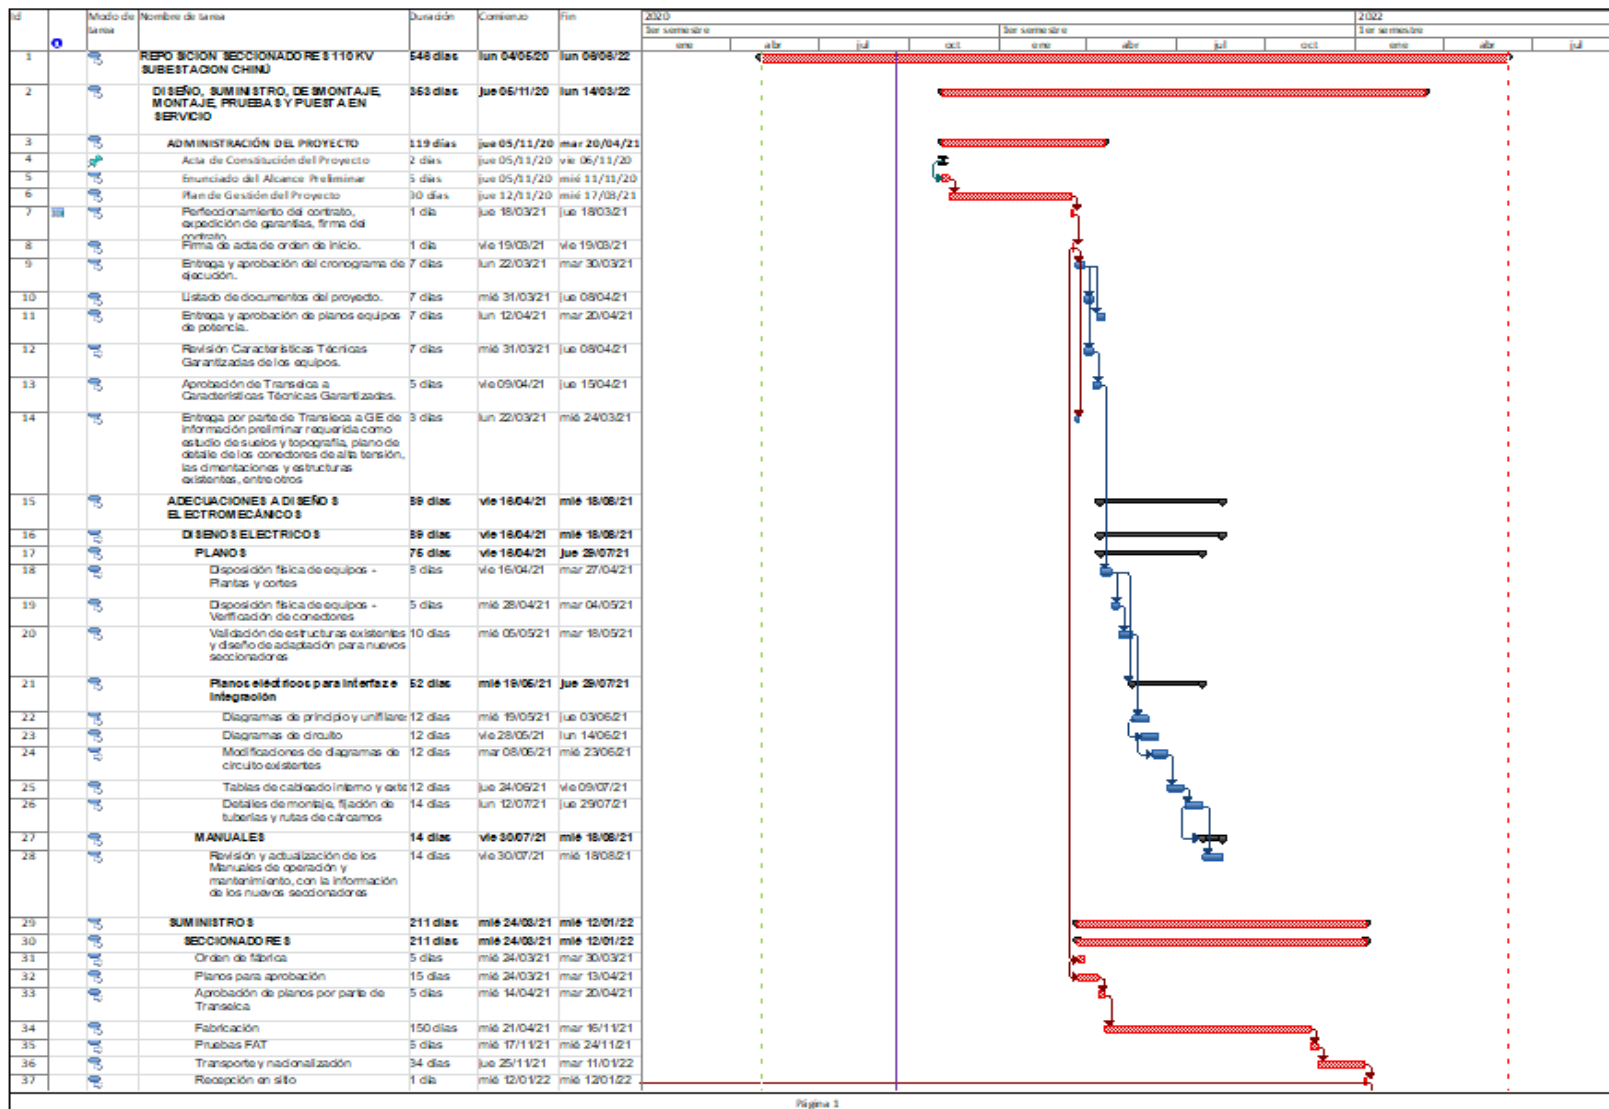 Id Modo de tarea Nombre de tarea Duración Comienzo Fin
2020 2022
1er semestre 1er semestre 1er semestre
ene abr jul oct ene abr jul oct ene abr jul
1 REPOSICION SECCIONADORES 110 KV SUBESTACION CHINÚ 546 días lun 04/05/20 lun 06/06/22
2 DISEÑO, SUMINISTRO, DESMONTAJE, MONTAJE, PRUEBAS Y PUESTA EN SERVICIO 353 días jue 05/11/20 lun 14/03/22
3 ADMINISTRACIÓN DEL PROYECTO 119 días jue 05/11/20 mar 20/04/21
4 Acta de Constitución del Proyecto 2 días jue 05/11/20 vie 06/11/20
5 Enunciado del Alcance Preliminar 5 días jue 05/11/20 mié 11/11/20
6 Plan de Gestión del Proyecto 90 días jue 12/11/20 mié 17/03/21
7 Perfeccionamiento del contrato, expedición de garantías, firma del contrato 1 día jue 18/03/21 jue 18/03/21
8 Firma de acta de orden de inicio. 1 día vie 19/03/21 vie 19/03/21
9 Entrega y aprobación del cronograma de ejecución. 7 días lun 22/03/21 mar 30/03/21
10 Listado de documentos del proyecto. 7 días mié 31/03/21 jue 08/04/21
11 Entrega y aprobación de planos equipos de potencia. 7 días lun 12/04/21 mar 20/04/21
12 Revisión Características Técnicas Garantizadas de los equipos. 7 días mié 31/03/21 jue 08/04/21
13 Aprobación de Transelca a Características Técnicas Garantizadas. 5 días vie 09/04/21 jue 15/04/21
14 Entrega por parte de Transleca a GE de información preliminar requerida como estudio de suelos y topografía, plano de detalle de los conectores de alta tensión, las cimentaciones y estructuras existentes, entre otros 3 días lun 22/03/21 mié 24/03/21
15 ADECUACIONES A DISEÑOS ELECTROMECÁNICOS 89 días vie 16/04/21 mié 18/08/21
16 DISENOS ELECTRICOS 89 días vie 16/04/21 mié 18/08/21
17 PLANOS 75 días vie 16/04/21 jue 29/07/21
18 Disposición física de equipos - Plantas y cortes 8 días vie 16/04/21 mar 27/04/21
19 Disposición física de equipos - Verificación de conectores 5 días mié 28/04/21 mar 04/05/21
20 Validación de estructuras existentes y diseño de adaptación para nuevos seccionadores 10 días mié 05/05/21 mar 18/05/21
21 Planos eléctricos para Interfaz e Integración 52 días mié 19/05/21 jue 29/07/21
22 Diagramas de principio y unifilare 12 días mié 19/05/21 jue 03/06/21
23 Diagramas de circuito 12 días vie 28/05/21 lun 14/06/21
24 Modificaciones de diagramas de circuito existentes 12 días mar 08/06/21 mié 23/06/21
25 Tablas de cableado interno y exte 12 días jue 24/06/21 vie 09/07/21
26 Detalles de montaje, fijación de tuberías y rutas de cárcamos 14 días lun 12/07/21 jue 29/07/21
27 MANUALES 14 días vie 30/07/21 mié 18/08/21
28 Revisión y actualización de los Manuales de operación y mantenimiento, con la información de los nuevos seccionadores 14 días vie 30/07/21 mié 18/08/21
29 SUMINISTROS 211 días mié 24/03/21 mié 12/01/22
30 SECCIONADORES 211 días mié 24/03/21 mié 12/01/22
31 Orden de fábrica 5 días mié 24/03/21 mar 30/03/21
32 Planos para aprobación 15 días mié 24/03/21 mar 13/04/21
33 Aprobación de planos por parte de Transelca 5 días mié 14/04/21 mar 20/04/21
34 Fabricación 150 días mié 21/04/21 mar 16/11/21
35 Pruebas FAT días mié 17/11/21 mié 24/11/21
36 Transporte y nacionalización 34 días jue 25/11/21 mar 11/01/22
37 Recepción en sitio 1 día mié 12/01/22 mié 12/01/22
Página 1